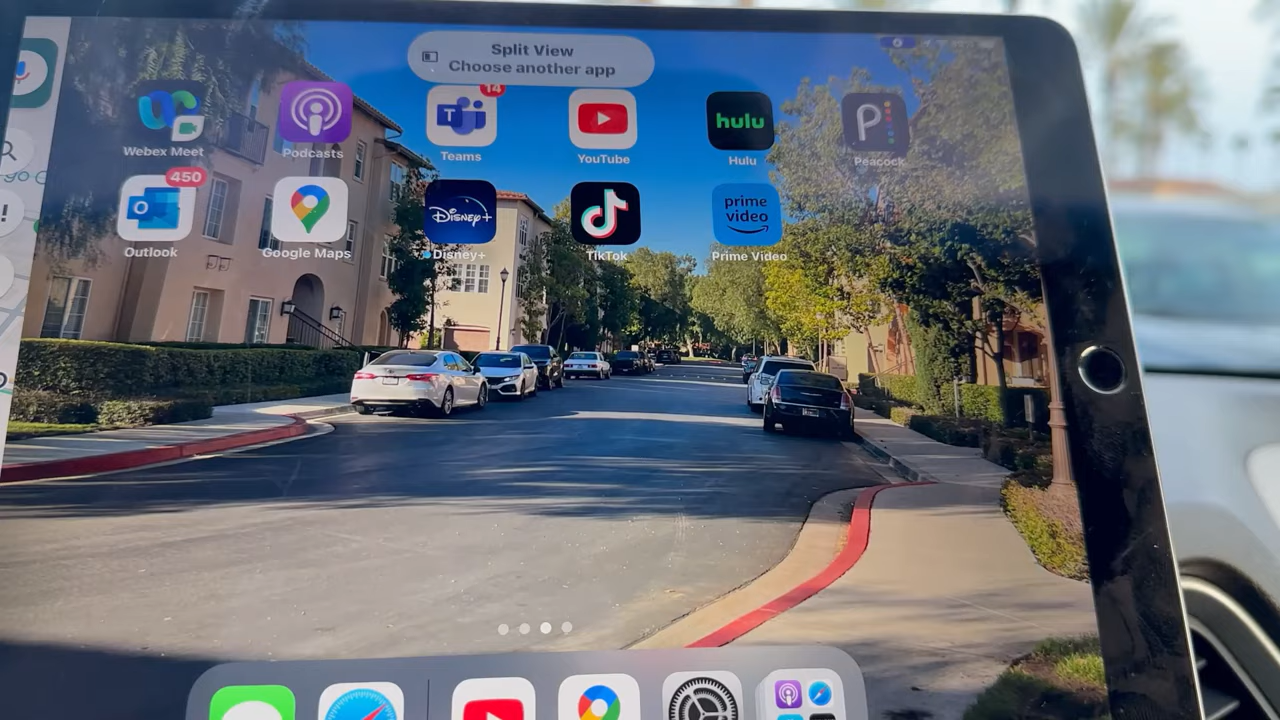 Split View
Choose another app
14
Webex Meet
Podcasts
Teams
YouTube
hulu
Hulu
P
Peacock
450
Outlook
Google Maps
Disney+
Disney+
TikTok
prime
video
Prime Video